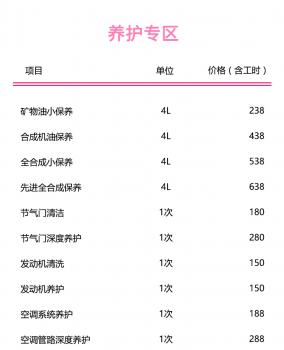 养护专区
项目 单位 价格（含工时）
矿物油小保养 4L 238
合成机油保养 4L 438
全合成小保养 4L 538
先进全合成保养 4L 638
节气门清洁 1次 180
节气门深度养护 1次 280
发动机清洗 1次 150
发动机养护 1次 150
空调系统养护 1次 188
空调管路深度养护 1次 288